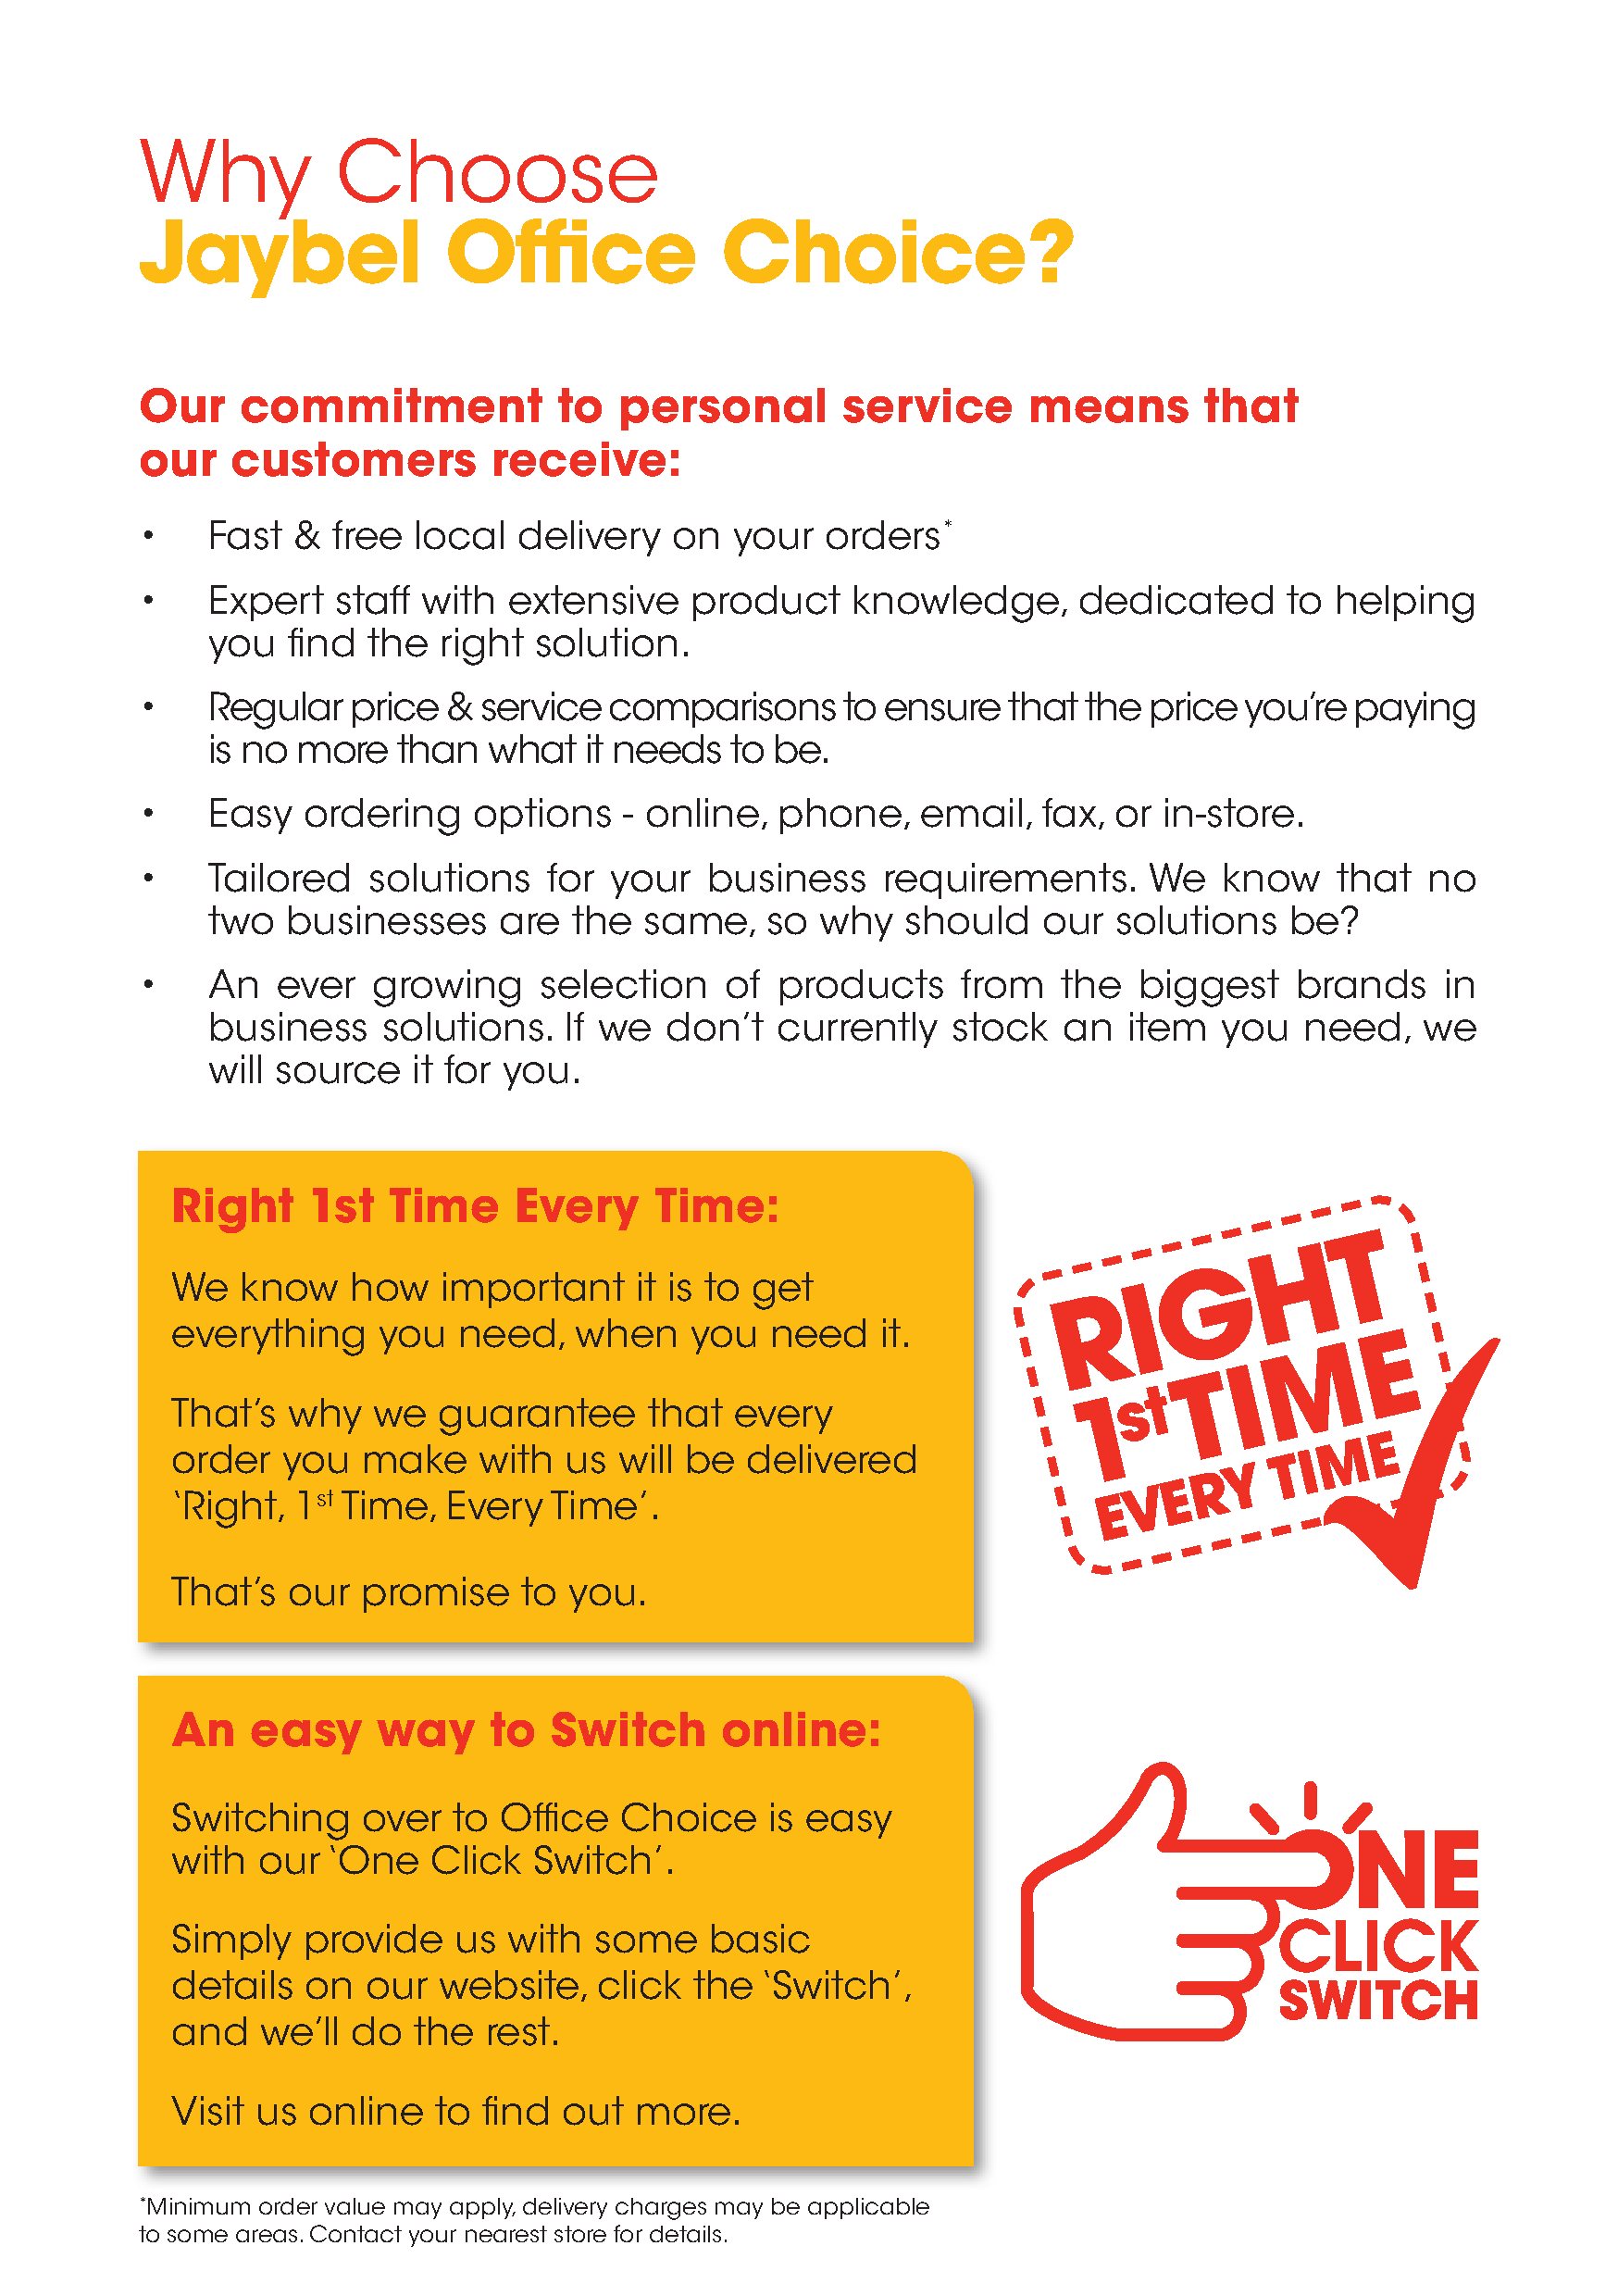 Why Choose
Jaybel Office Choice?
Our commitment to personal service means that
our customers receive:
• Fast & free local delivery on your orders*
• Expert staff with extensive product knowledge, dedicated to helping
you find the right solution.
• Regular price & service comparisons to ensure that the price you’re paying
is no more than what it needs to be.
• Easy ordering options - online, phone, email, fax, or in-store.
• Tailored solutions for your business requirements. We know that no
two businesses are the same, so why should our solutions be?
• An ever growing selection of products from the biggest brands in
business solutions. If we don’t currently stock an item you need, we
will source it for you.
Right 1st Time Every Time:
We know how important it is to get
everything you need, when you need it.
That’s why we guarantee that every
order you make with us will be delivered
‘Right, 1st Time, Every Time’.
That’s our promise to you.
RIGHT
1st TIME
EVERY TIME
An easy way to Switch online:
Switching over to Office Choice is easy
with our ‘One Click Switch’.
Simply provide us with some basic
details on our website, click the ‘Switch’,
and we’ll do the rest.
Visit us online to find out more.
ONE
CLICK
SWITCH
*Minimum order value may apply, delivery charges may be applicable
to some areas. Contact your nearest store for details.